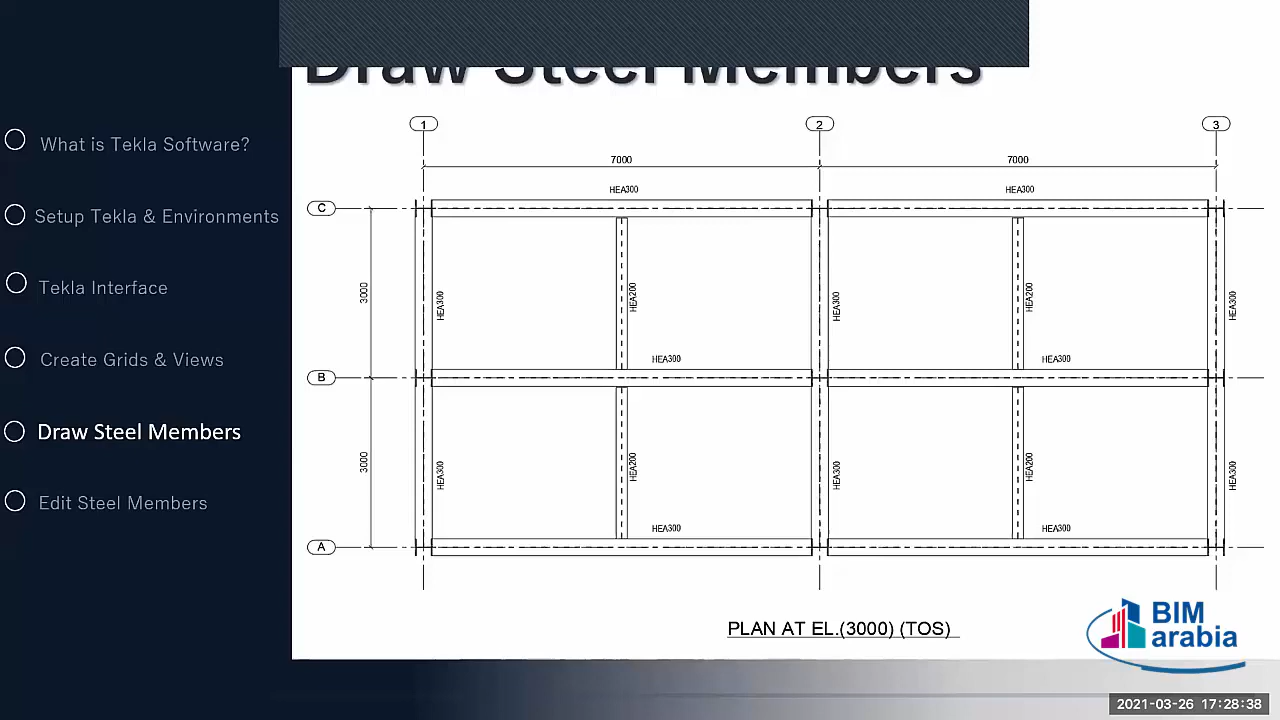 Draw Steel Members
What is Tekla Software?
Setup Tekla & Environments
Tekla Interface
Create Grids & Views
Draw Steel Members
Edit Steel Members
1
2
3
7000
7000
HEA300
HEA300
C
3000
HEA300
HEA200
HEA300
HEA200
HEA300
HEA300
HEA300
B
3000
HEA300
HEA200
HEA300
HEA200
HEA300
HEA300
HEA300
A
PLAN AT EL.(3000) (TOS)
BIM
arabia
2021-03-26 17:28:38